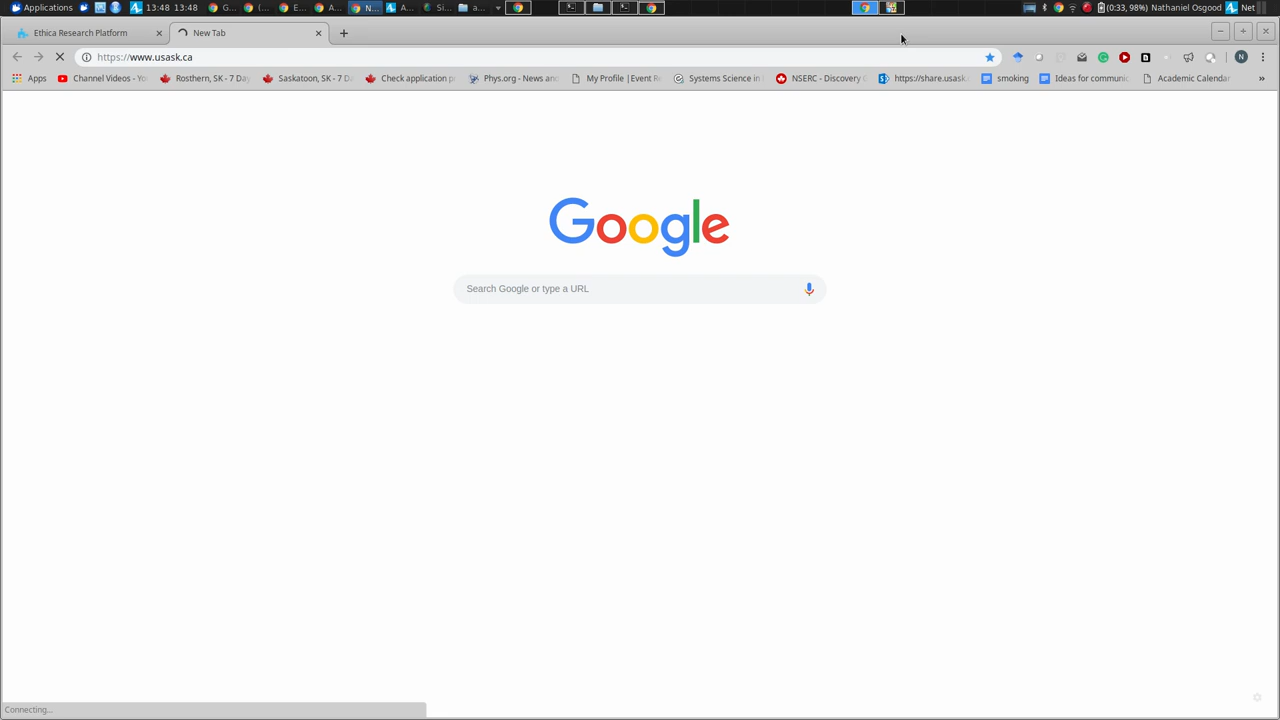 Applications 13:48 13:48 G... (... E... A... N... A... Si... a... (0:33, 98%) Nathaniel Osgood Net
Ethica Research Platform New Tab
https://www.usask.ca N
Apps Channel Videos - Yo Rosthern, SK - 7 Day Saskatoon, SK - 7 Da Check application p Phys.org - News and My Profile |Event R Systems Science in NSERC - Discovery G https://share.usask. smoking Ideas for communic Academic Calendar »
Google
Search Google or type a URL
Connecting...